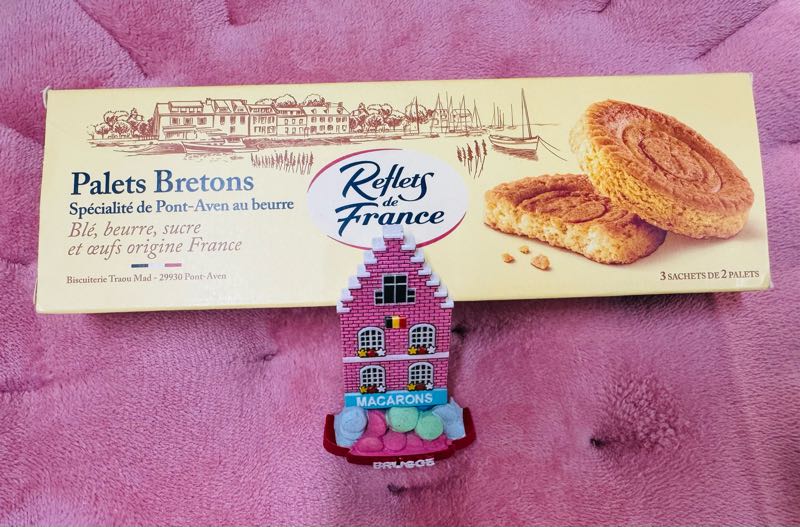 Palets Bretons
Spécialité de Pont-Aven au beurre
Blé, beurre, sucre
et œufs origine France
Biscuiterie Traou Mad - 29930 Pont-Aven
Reflets
de
France
3 SACHETS DE 2 PALETS
MACARONS
BRUGGE